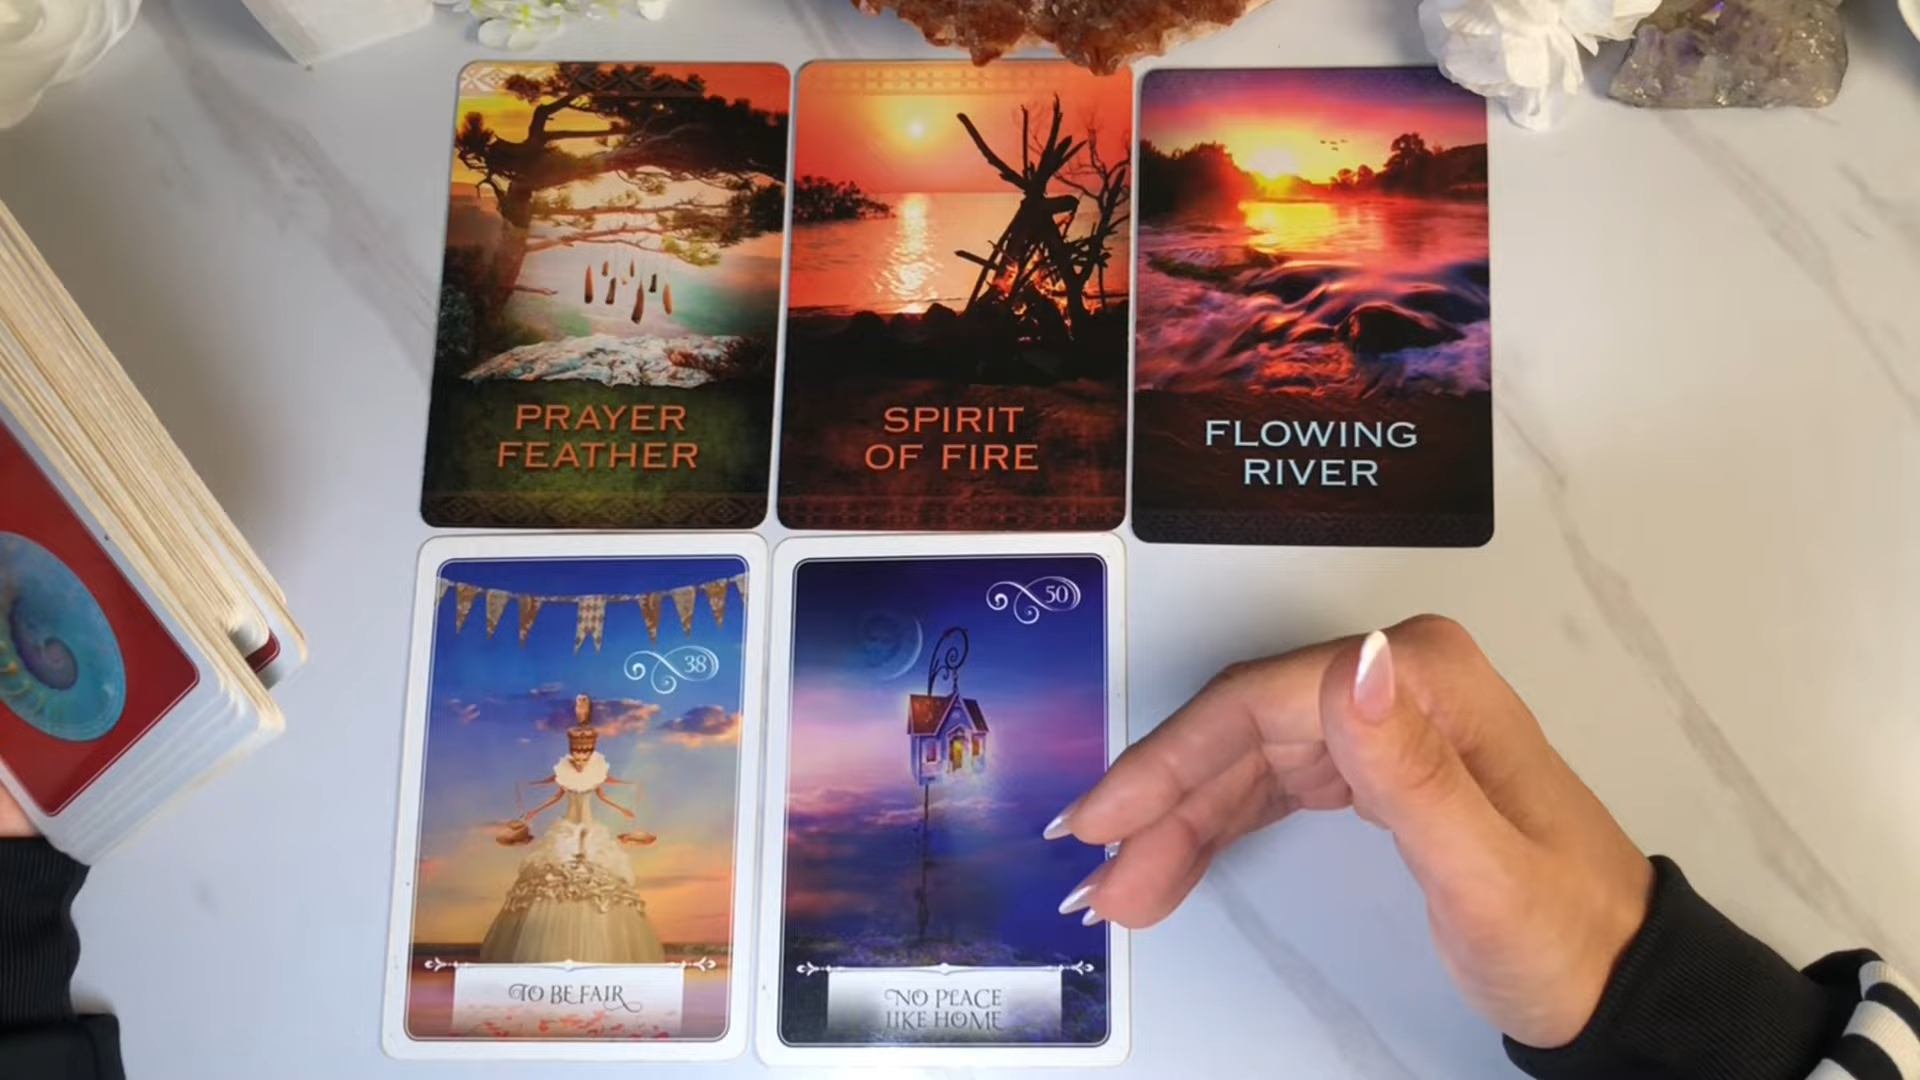 PRAYER
FEATHER
SPIRIT
OF FIRE
FLOWING
RIVER
38
TO BE FAIR
50
NO PLACE
LIKE HOME